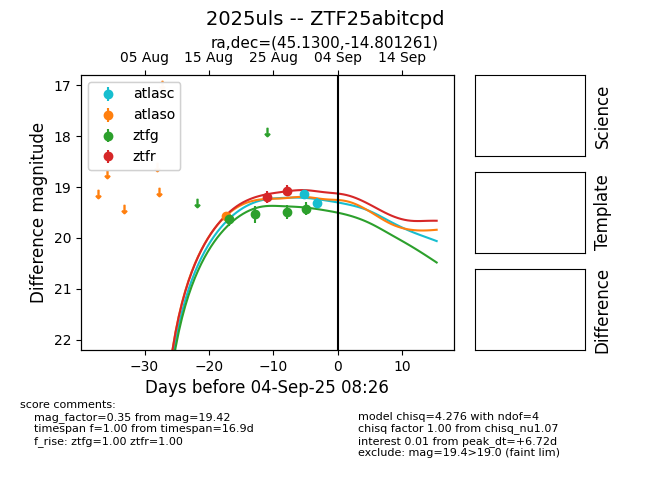 2025uls -- ZTF25abitcpd
ra,dec=(45.1300,-14.801261)
05 Aug 15 Aug 25 Aug 04 Sep 14 Sep
17
18
19
20
21
22
Difference magnitude
atlasc
atlaso
ztfg
ztfr
−30 −20 −10 0 10
Days before 04-Sep-25 08:26
Science
Template
Difference
score comments:
mag_factor=0.35 from mag=19.42
timespan f=1.00 from timespan=16.9d
f_rise: ztfg=1.00 ztfr=1.00
model chisq=4.276 with ndof=4
chisq factor 1.00 from chisq_nu1.07
interest 0.01 from peak_dt=+6.72d
exclude: mag=19.4>19.0 (faint lim)